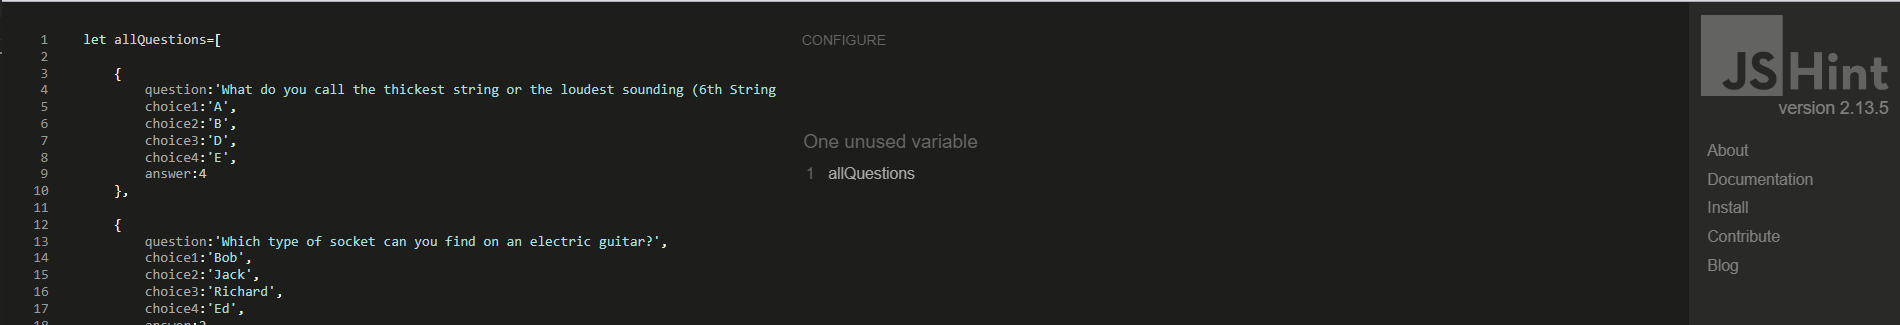 1 let allQuestions=[
2
3 {
4 question:'What do you call the thickest string or the loudest sounding (6th String
5 choice1:'A',
6 choice2:'B',
7 choice3:'D',
8 choice4:'E',
9 answer:4
10 },
11
12 {
13 question:'Which type of socket can you find on an electric guitar?',
14 choice1:'Bob',
15 choice2:'Jack',
16 choice3:'Richard',
17 choice4:'Ed',
18 answer:2
CONFIGURE
One unused variable
1 allQuestions
JSHint
version 2.13.5
About
Documentation
Install
Contribute
Blog